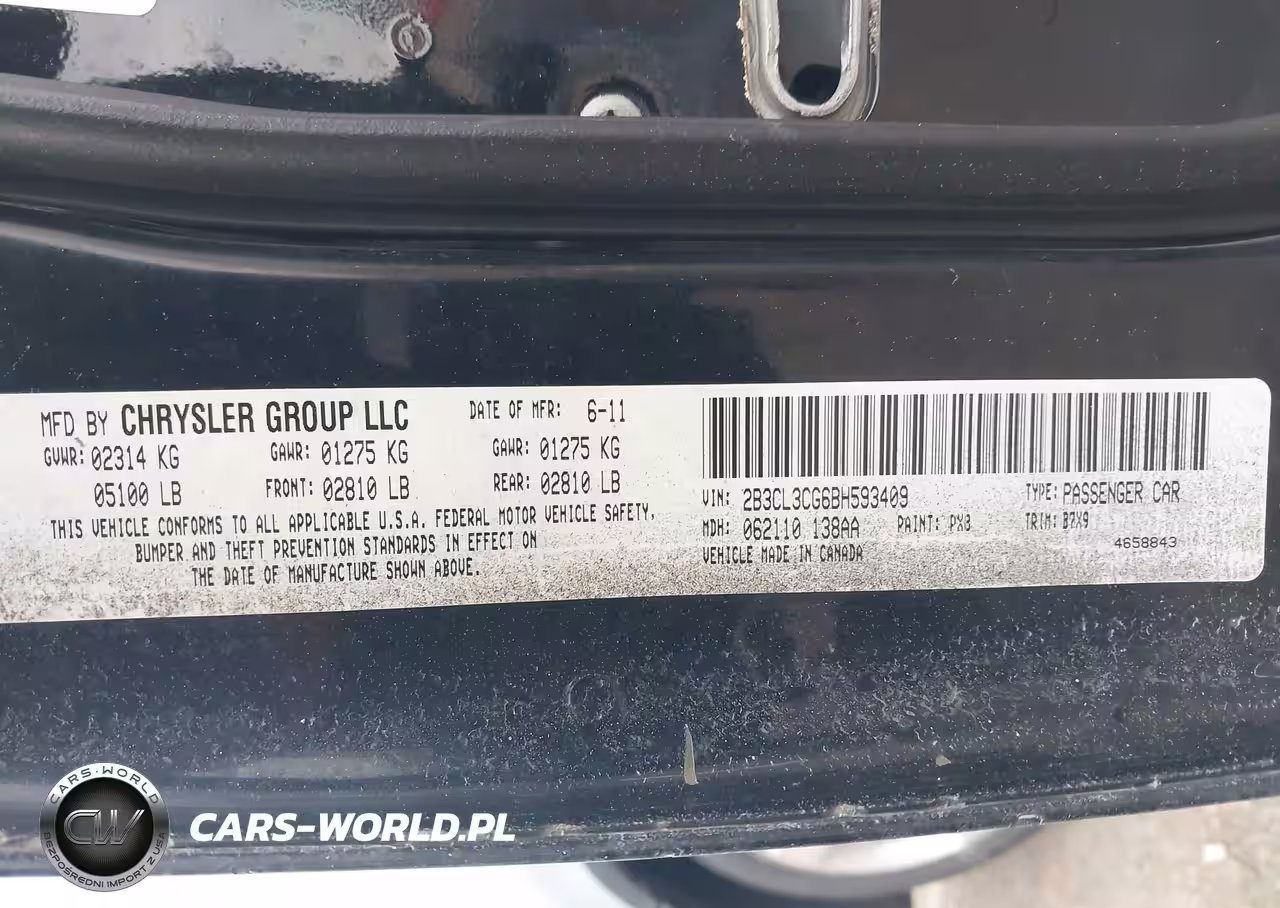 MFD BY CHRYSLER GROUP LLC DATE OF MFR: 6-11
GVWR: 02314 KG GAWR: 01275 KG GAWR: 01275 KG
05100 LB FRONT: 02810 LB REAR: 02810 LB
THIS VEHICLE CONFORMS TO ALL APPLICABLE U.S.A. FEDERAL MOTOR VEHICLE SAFETY,
BUMPER AND THEFT PREVENTION STANDARDS IN EFFECT ON
THE DATE OF MANUFACTURE SHOWN ABOVE.
VIN: 2B3CL3CG6BH593409 TYPE: PASSENGER CAR
MDH: 062110 138AA PAINT: PX8 TRIM: B7X9
VEHICLE MADE IN CANADA 4658843
CARS-WORLD
CW
BEZPOŚREDNI IMPORT Z USA
CARS-WORLD.PL